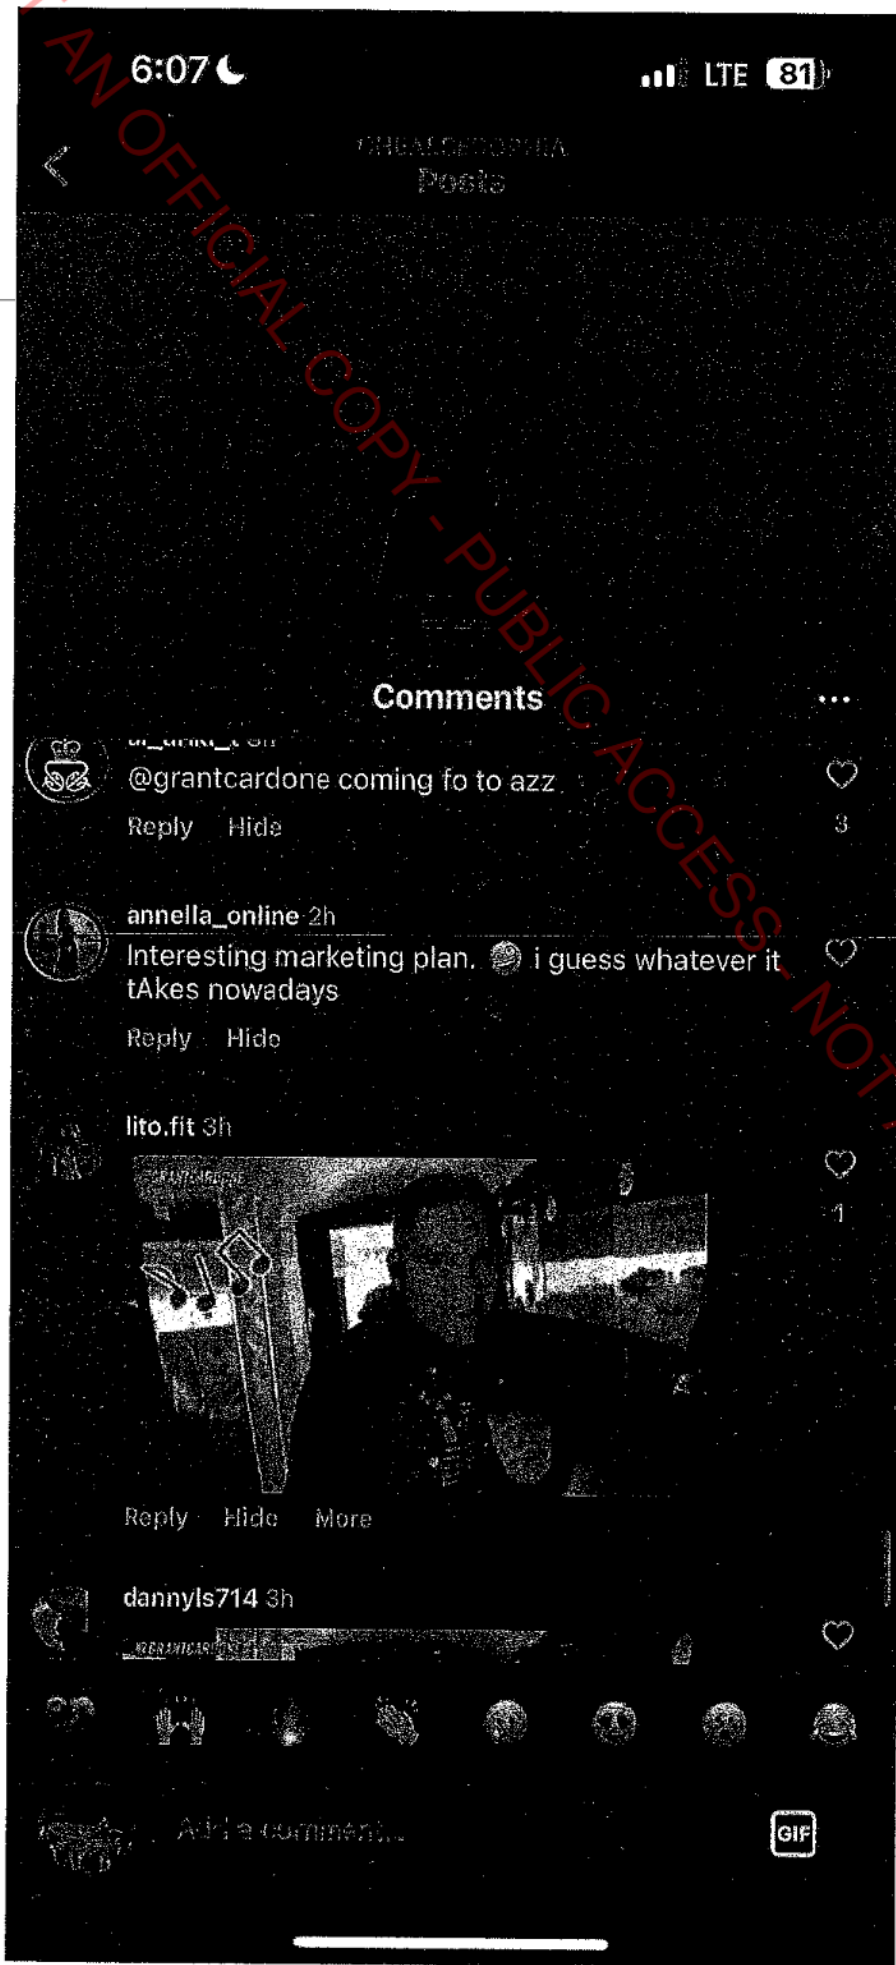 6:07
LTE 81
Posts
AN OFFICIAL COPY - PUBLIC ACCESS - NOT
Comments
@grantcardone coming fo to azz
Reply Hide
3
annella_online 2h
Interesting marketing plan. i guess whatever it
tAkes nowadays
Reply Hide
lito.fit 3h
1
Reply Hide More
dannyls714 3h
Add a comment...
GIF